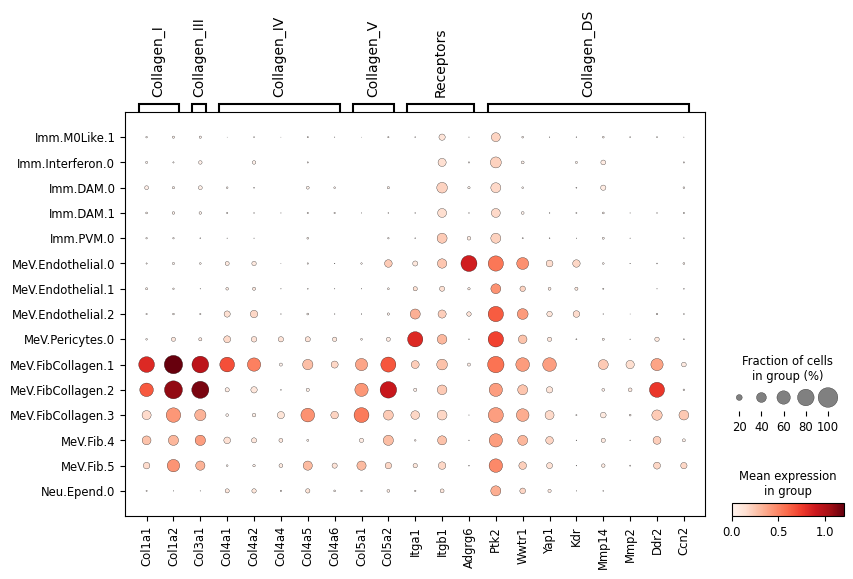 Collagen_I
Collagen_III
Collagen_IV
Collagen_V
Receptors
Collagen_DS
Imm.M0Like.1
Imm.Interferon.0
Imm.DAM.0
Imm.DAM.1
Imm.PVM.0
MeV.Endothelial.0
MeV.Endothelial.1
MeV.Endothelial.2
MeV.Pericytes.0
MeV.FibCollagen.1
MeV.FibCollagen.2
MeV.FibCollagen.3
MeV.Fib.4
MeV.Fib.5
Neu.Epend.0
Col1a1
Col1a2
Col3a1
Col4a1
Col4a2
Col4a4
Col4a5
Col4a6
Col5a1
Col5a2
Itga1
Itgb1
Adgrg6
Ptk2
Wwtr1
Yap1
Kdr
Mmp14
Mmp2
Ddr2
Ccn2
Fraction of cells
in group (%)
20 40 60 80 100
Mean expression
in group
0.0 0.5 1.0